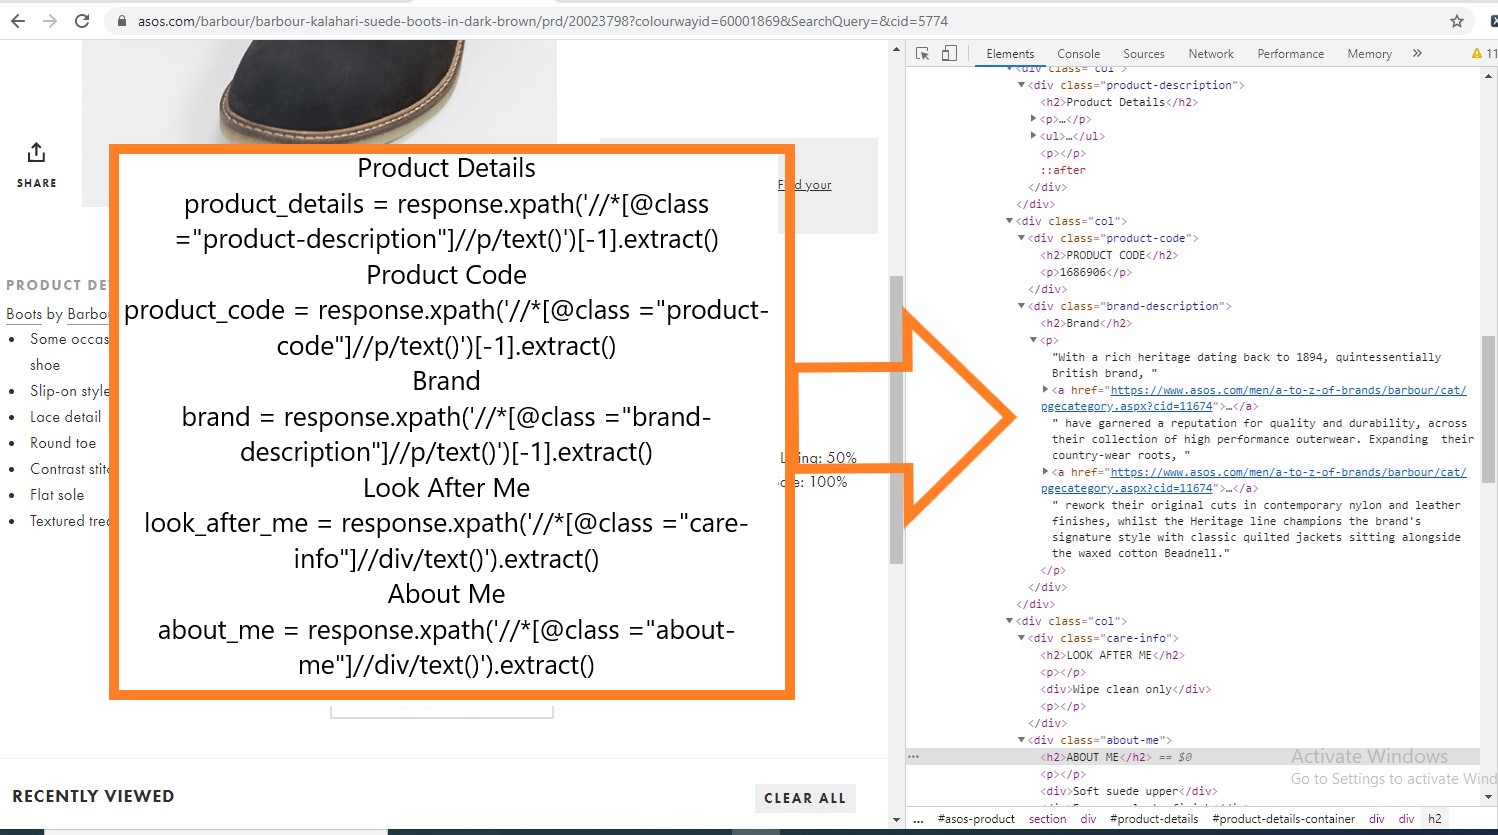 asos.com/barbour/barbour-kalahari-suede-boots-in-dark-brown/prd/20023798?colourwayid=60001869&SearchQuery=&cid=5774
SHARE
Find your
PRODUCT DE
Boots by Barbou
Some occas
shoe
Slip-on style
Lace detail
Round toe
Contrast stitc
Flat sole
Textured trea
Product Details
product_details = response.xpath('//*[@class
="product-description"]//p/text()')[-1].extract()
Product Code
product_code = response.xpath('//*[@class ="product-
code"]//p/text()')[-1].extract()
Brand
brand = response.xpath('//*[@class ="brand-
description"]//p/text()')[-1].extract()
Look After Me
look_after_me = response.xpath('//*[@class ="care-
info"]//div/text()').extract()
About Me
about_me = response.xpath('//*[@class ="about-
me"]//div/text()').extract()
Lining: 50%
ole: 100%
RECENTLY VIEWED
CLEAR ALL
Elements Console Sources Network Performance Memory » 11
<div class="col">
▼<div class="product-description">
<h2>Product Details</h2>
▶<p>…</p>
▶<ul>…</ul>
<p></p>
::after
</div>
</div>
▼<div class="col">
▼<div class="product-code">
<h2>PRODUCT CODE</h2>
<p>1686906</p>
</div>
▼<div class="brand-description">
<h2>Brand</h2>
▼<p>
"With a rich heritage dating back to 1894, quintessentially
British brand, "
▶<a href="https://www.asos.com/men/a-to-z-of-brands/barbour/cat/
pgecategory.aspx?cid=11674">…</a>
" have garnered a reputation for quality and durability, across
their collection of high performance outerwear. Expanding their
country-wear roots, "
▶<a href="https://www.asos.com/men/a-to-z-of-brands/barbour/cat/
pgecategory.aspx?cid=11674">…</a>
" rework their original cuts in contemporary nylon and leather
finishes, whilst the Heritage line champions the brand's
signature style with classic quilted jackets sitting alongside
the waxed cotton Beadnell."
</p>
</div>
</div>
▼<div class="col">
▼<div class="care-info">
<h2>LOOK AFTER ME</h2>
<p></p>
<div>Wipe clean only</div>
<p></p>
</div>
▼<div class="about-me">
… <h2>ABOUT ME</h2> == $0
<p></p>
<div>Soft suede upper</div>
Activate Windows
Go to Settings to activate Wind
… #asos-product section div #product-details #product-details-container div div h2